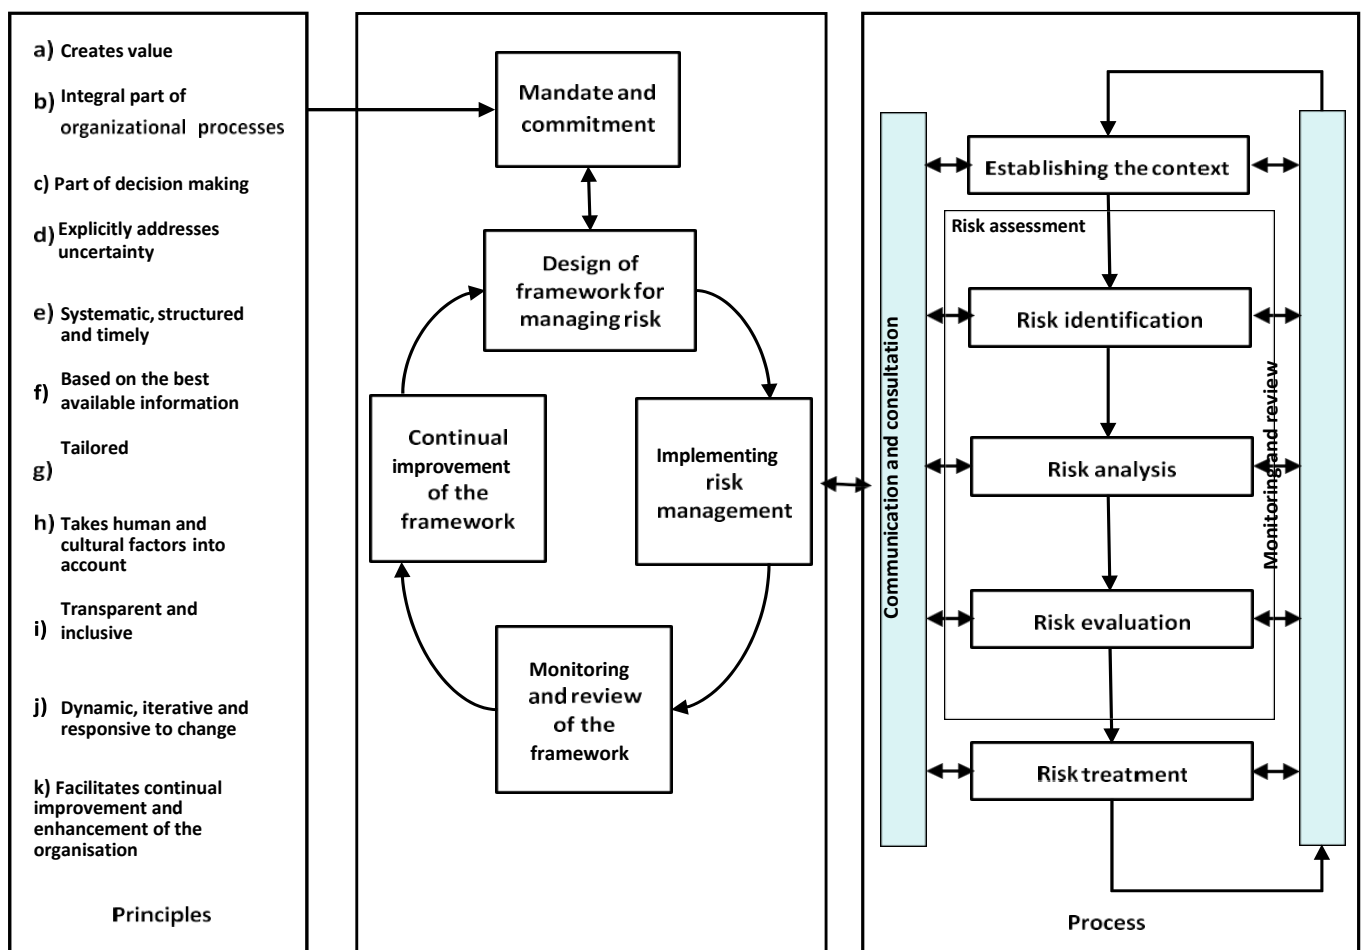 a) Creates value
b) Integral part of
organizational processes
c) Part of decision making
d) Explicitly addresses
uncertainty
e) Systematic, structured
and timely
f) Based on the best
available information
Tailored
g)
h) Takes human and
cultural factors into
account
Transparent and
i) inclusive
j) Dynamic, iterative and
responsive to change
k) Facilitates continual
improvement and
enhancement of the
organisation
Principles
Mandate and
commitment
Design of
framework for
managing risk
Continual
improvement
of the
framework
Implementing
risk
management
Monitoring
and review
of the
framework
Communication and consultation
Establishing the context
Risk assessment
Risk identification
Risk analysis
Risk evaluation
Risk treatment
Monitoring and review
Process